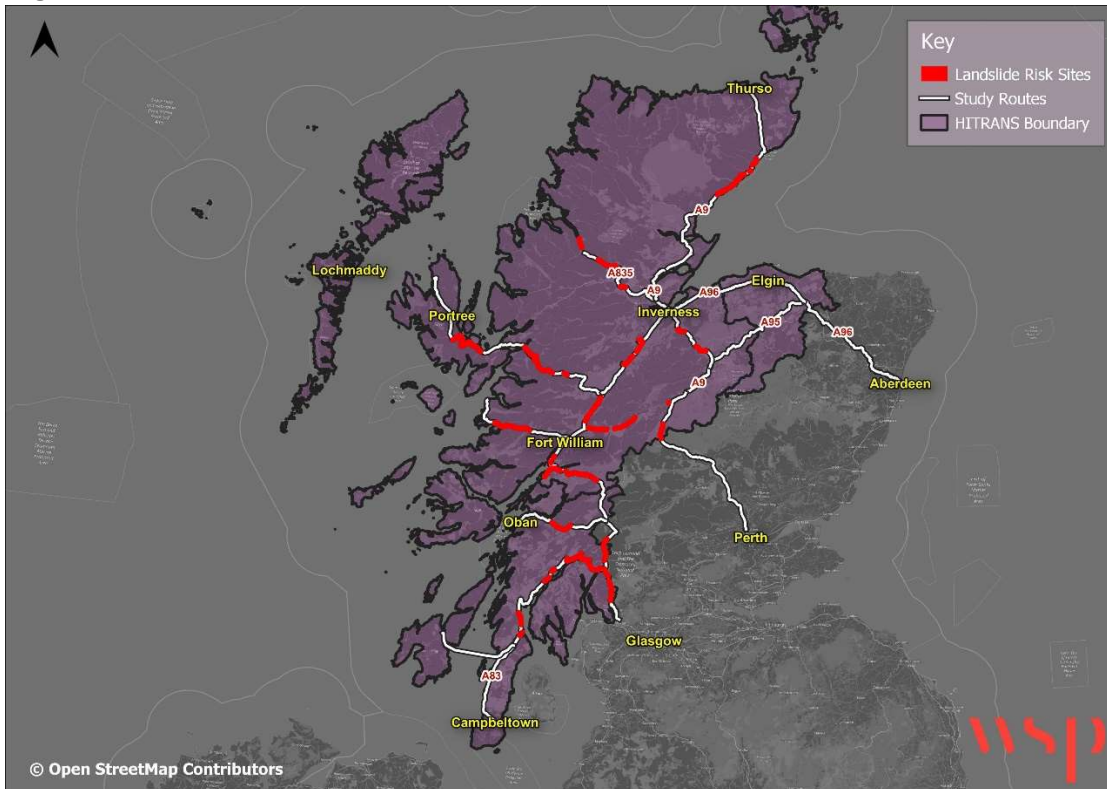 Key
Landslide Risk Sites
Study Routes
HITRANS Boundary
Thurso
A9
Lochmaddy
A835
Elgin
A9
A96
Inverness
Portree
A95
A96
A9
Aberdeen
Fort William
Oban
Perth
Glasgow
A83
Campbeltown
wsp
© Open StreetMap Contributors